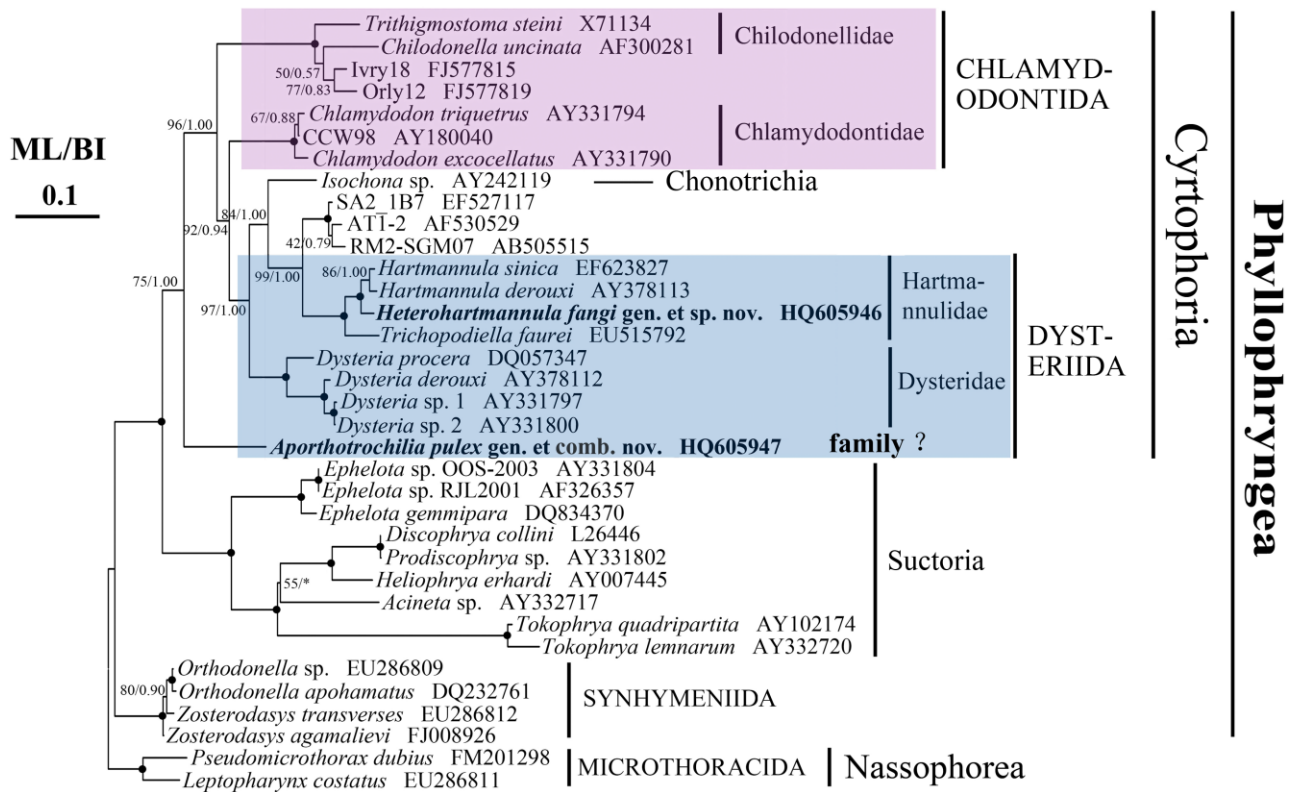 Trithigmostoma steini X71134
Chilodonella uncinata AF300281
Chilodonellidae
50/0.57
Ivry18 FJ577815
77/0.83
Orly12 FJ577819
CHLAMYD-
ODONTIDA
96/1.00
67/0.88
Chlamydodon triquetrus AY331794
CCW98 AY180040
Chlamydodon excocellatus AY331790
Chlamydodontidae
ML/BI
0.1
Isochona sp. AY242119
Chonotrichia
84/1.00
92/0.94
SA2_1B7 EF527117
AT1-2 AF530529
42/0.79
RM2-SGM07 AB505515
Cyrtophoria
Phyllophryngea
75/1.00
99/1.00
97/1.00
86/1.00
Hartmannula sinica EF623827
Hartmannula derouxi AY378113
Heterohartmannula fangi gen. et sp. nov. HQ605946
Trichopodiella faurei EU515792
Hartma-
nnulidae
DYST-
ERIIDA
Dysteria procera DQ057347
Dysteria derouxi AY378112
Dysteria sp. 1 AY331797
Dysteria sp. 2 AY331800
Dysteridae
Aporthotrochilia pulex gen. et comb. nov. HQ605947 family ?
Ephelota sp. OOS-2003 AY331804
Ephelota sp. RJL2001 AF326357
Ephelota gemmipara DQ834370
Discophrya collini L26446
Prodiscophrya sp. AY331802
Heliophrya erhardi AY007445
55/*
Acineta sp. AY332717
Tokophrya quadripartita AY102174
Tokophrya lemnarum AY332720
Suctoria
Orthodonella sp. EU286809
80/0.90
Orthodonella apohamatus DQ232761
Zosterodasys transverses EU286812
Zosterodasys agamalievi FJ008926
SYNHYMENIIDA
Pseudomicrothorax dubius FM201298
Leptopharynx costatus EU286811
MICROTHORACIDA
Nassophorea